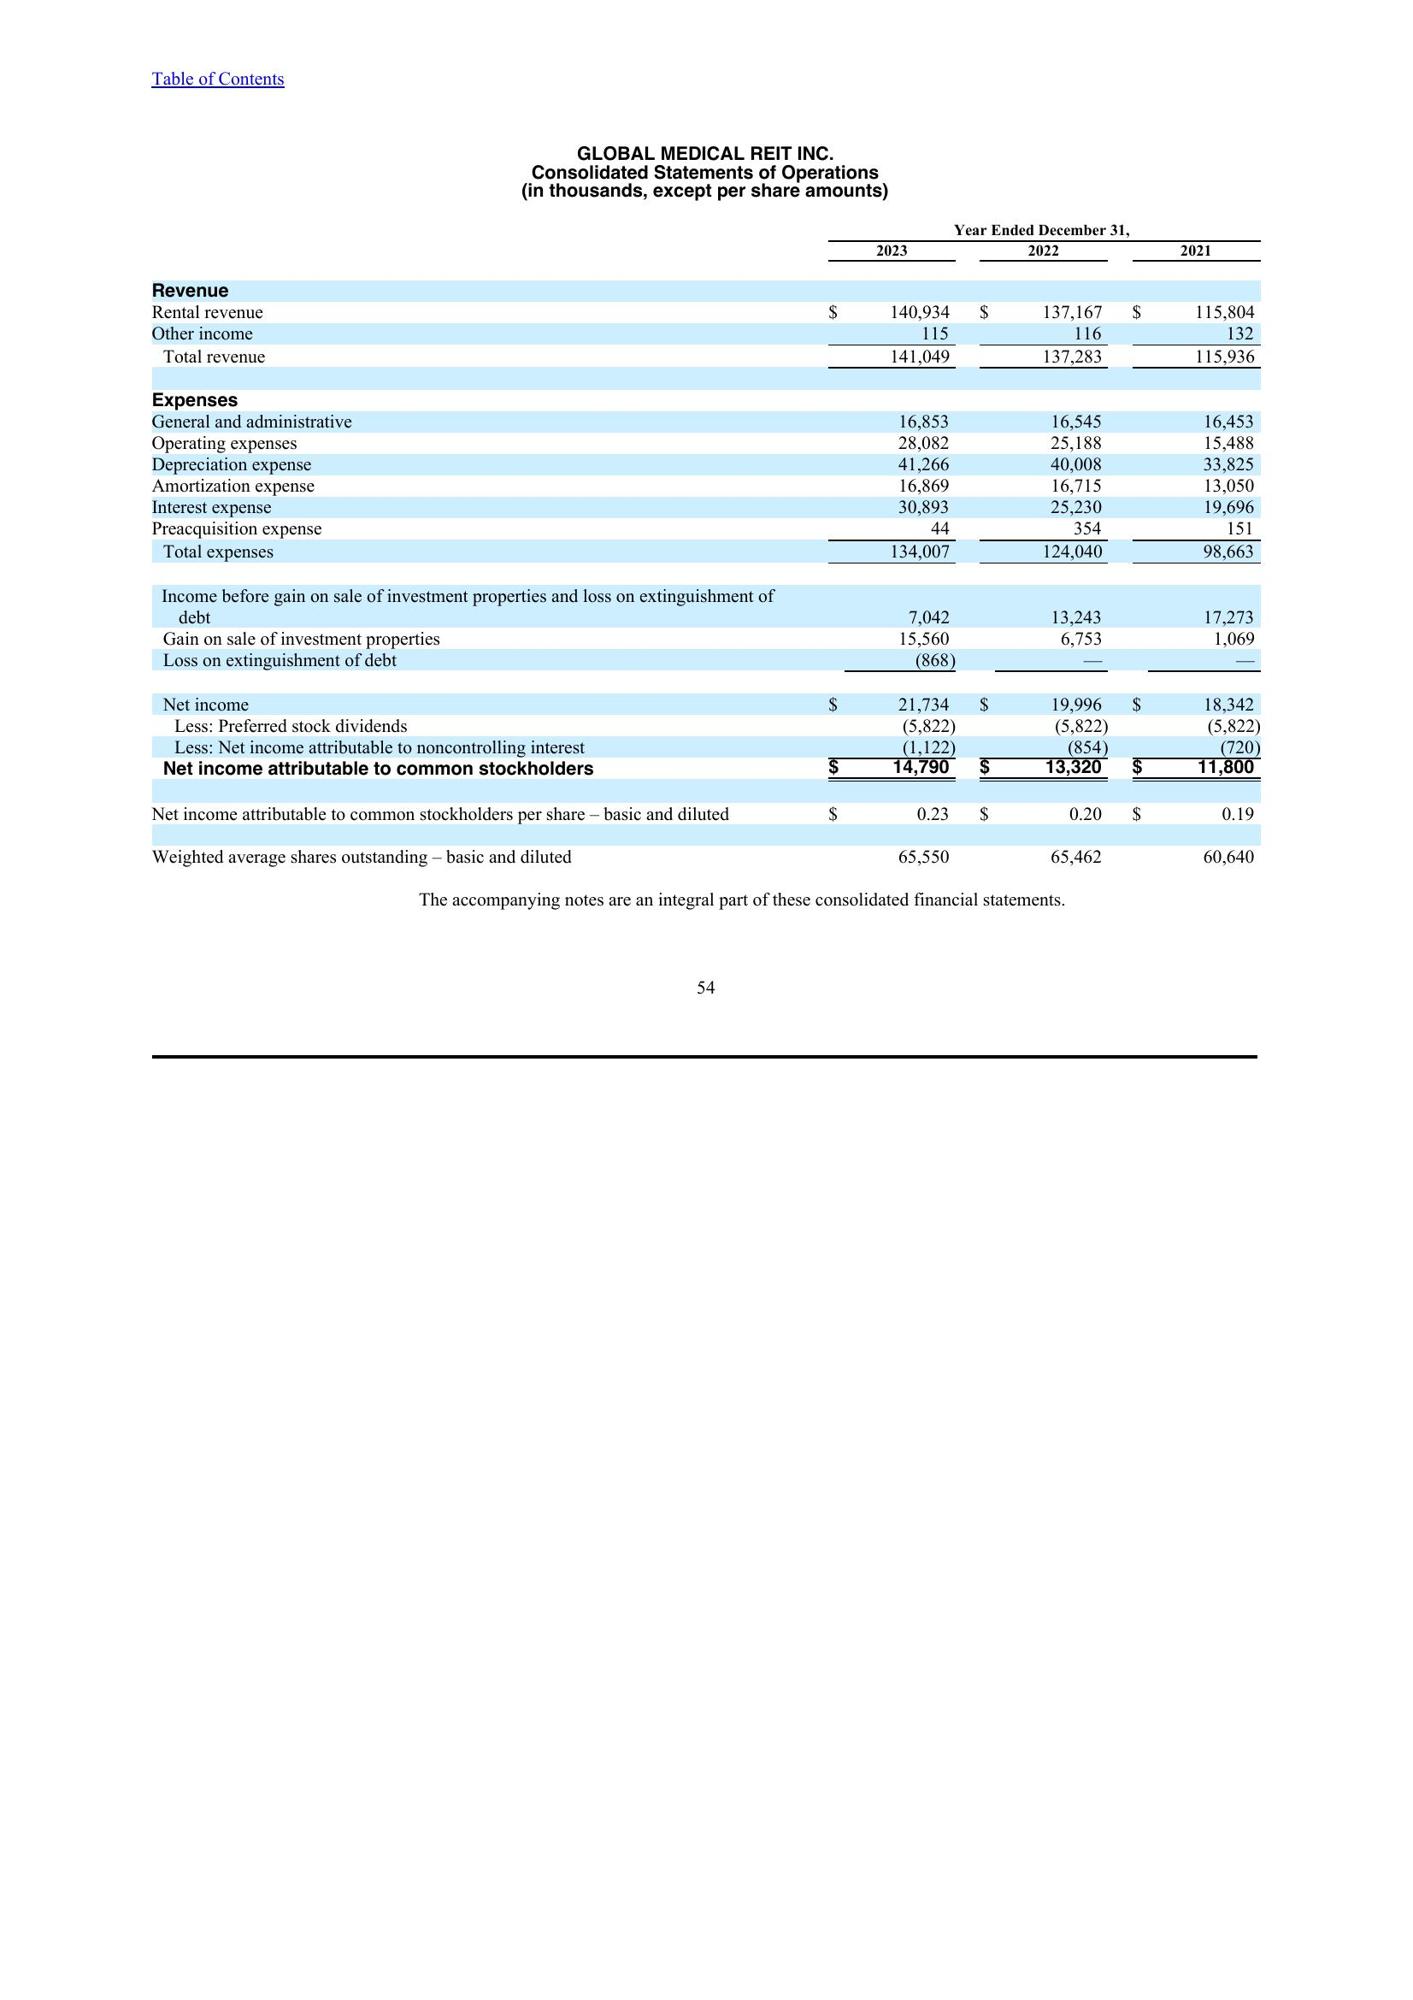 Table of Contents
GLOBAL MEDICAL REIT INC.
Consolidated Statements of Operations
(in thousands, except per share amounts)
Year Ended December 31,
2023 2022 2021
Revenue
Rental revenue $ 140,934 $ 137,167 $ 115,804
Other income 115 116 132
Total revenue 141,049 137,283 115,936
Expenses
General and administrative 16,853 16,545 16,453
Operating expenses 28,082 25,188 15,488
Depreciation expense 41,266 40,008 33,825
Amortization expense 16,869 16,715 13,050
Interest expense 30,893 25,230 19,696
Preacquisition expense 44 354 151
Total expenses 134,007 124,040 98,663
Income before gain on sale of investment properties and loss on extinguishment of
debt 7,042 13,243 17,273
Gain on sale of investment properties 15,560 6,753 1,069
Loss on extinguishment of debt (868) — —
Net income $ 21,734 $ 19,996 $ 18,342
Less: Preferred stock dividends (5,822) (5,822) (5,822)
Less: Net income attributable to noncontrolling interest (1,122) (854) (720)
Net income attributable to common stockholders $ 14,790 $ 13,320 $ 11,800
Net income attributable to common stockholders per share – basic and diluted $ 0.23 $ 0.20 $ 0.19
Weighted average shares outstanding – basic and diluted 65,550 65,462 60,640
The accompanying notes are an integral part of these consolidated financial statements.
54